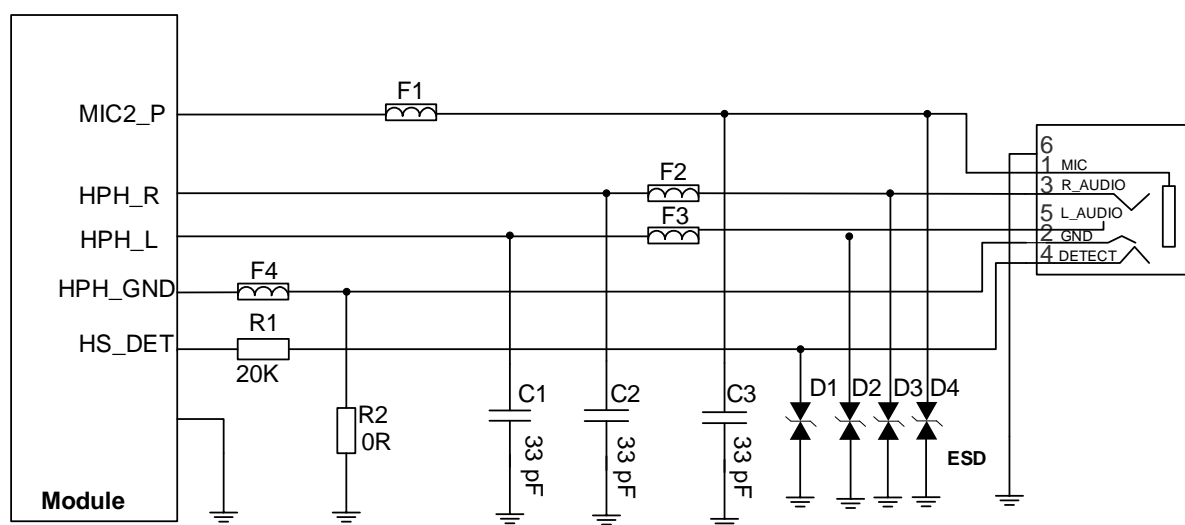 F1
MIC2_P
6
1 MIC
F2
3 R_AUDIO
HPH_R
F3
5 L_AUDIO
HPH_L
2 GND
4 DETECT
F4
HPH_GND
R1
HS_DET
20K
D1 D2 D3 D4
C1 C2 C3
R2
0R
33 pF 33 pF 33 pF
ESD
Module